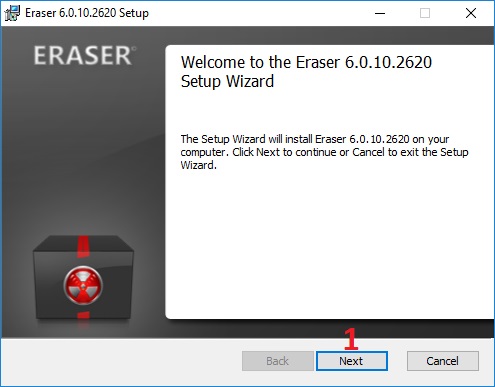 Eraser 6.0.10.2620 Setup
ERASER
Welcome to the Eraser 6.0.10.2620
Setup Wizard
The Setup Wizard will install Eraser 6.0.10.2620 on your
computer. Click Next to continue or Cancel to exit the Setup
Wizard.
1
Back Next Cancel